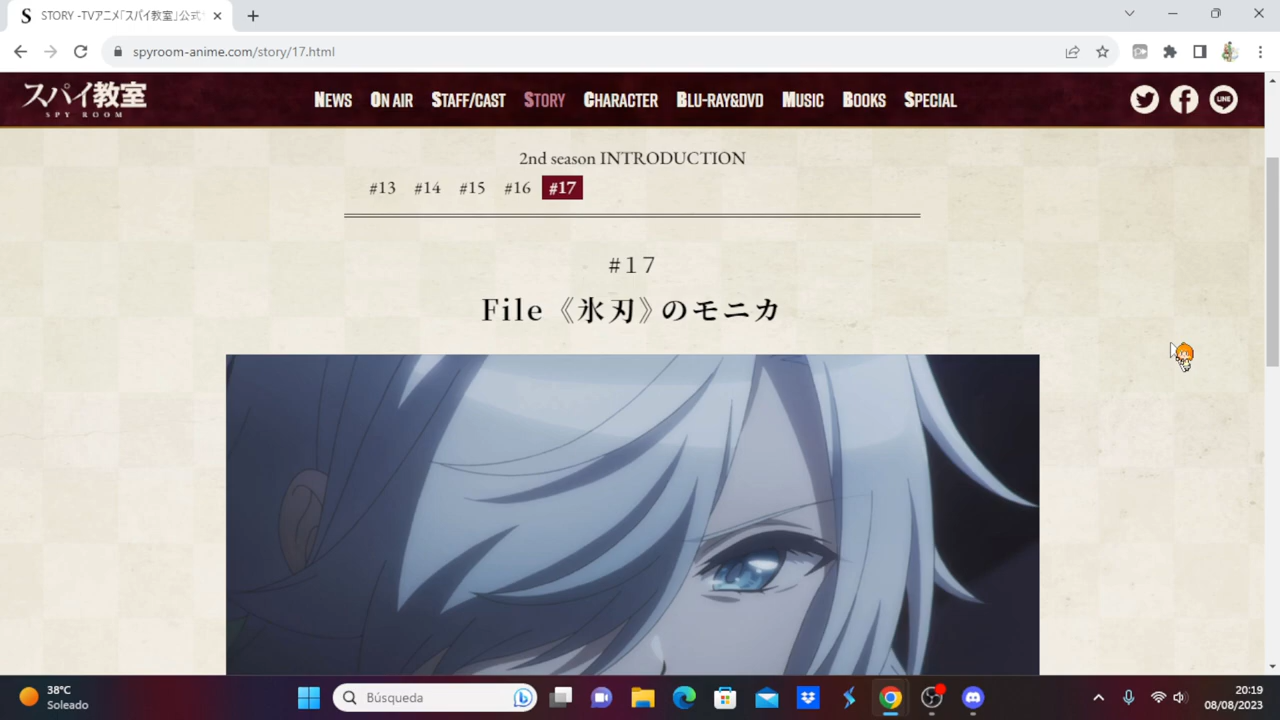 STORY -TVアニメ「スパイ教室」公式
spyroom-anime.com/story/17.html
スパイ教室
SPY ROOM
NEWS ON AIR STAFF/CAST STORY CHARACTER BLU-RAY&DVD MUSIC BOOKS SPECIAL
LINE
2nd season INTRODUCTION
#13 #14 #15 #16 #17
#17
File《氷刃》のモニカ
38°C
Soleado
Búsqueda
20:19
08/08/2023